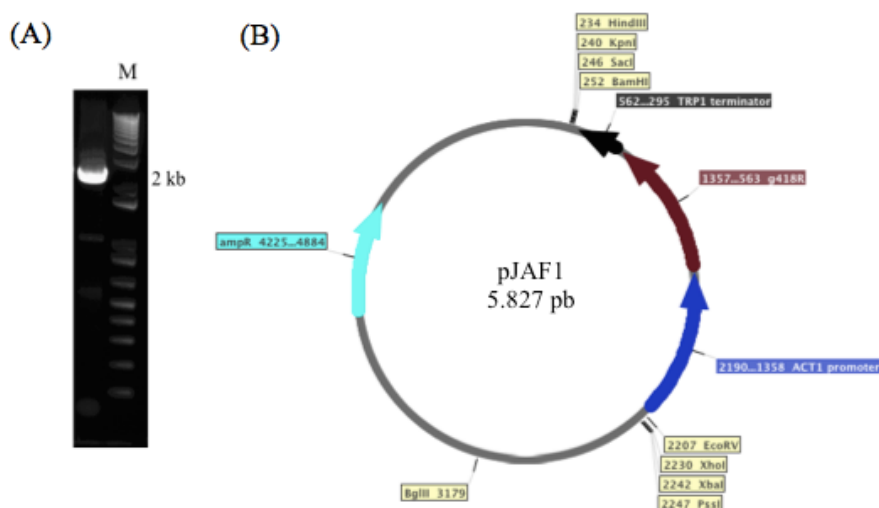 (A)
M
2 kb
(B)
234 HindIII
240 KpnI
246 SacI
252 BamHI
562...295 TRP1 terminator
1357...563 g418R
ampR 4225...4884
pJAF1
5.827 pb
2190...1358 ACT1 promoter
2207 EcoRV
2230 XhoI
2242 XbaI
2247 PssI
BglII 3179